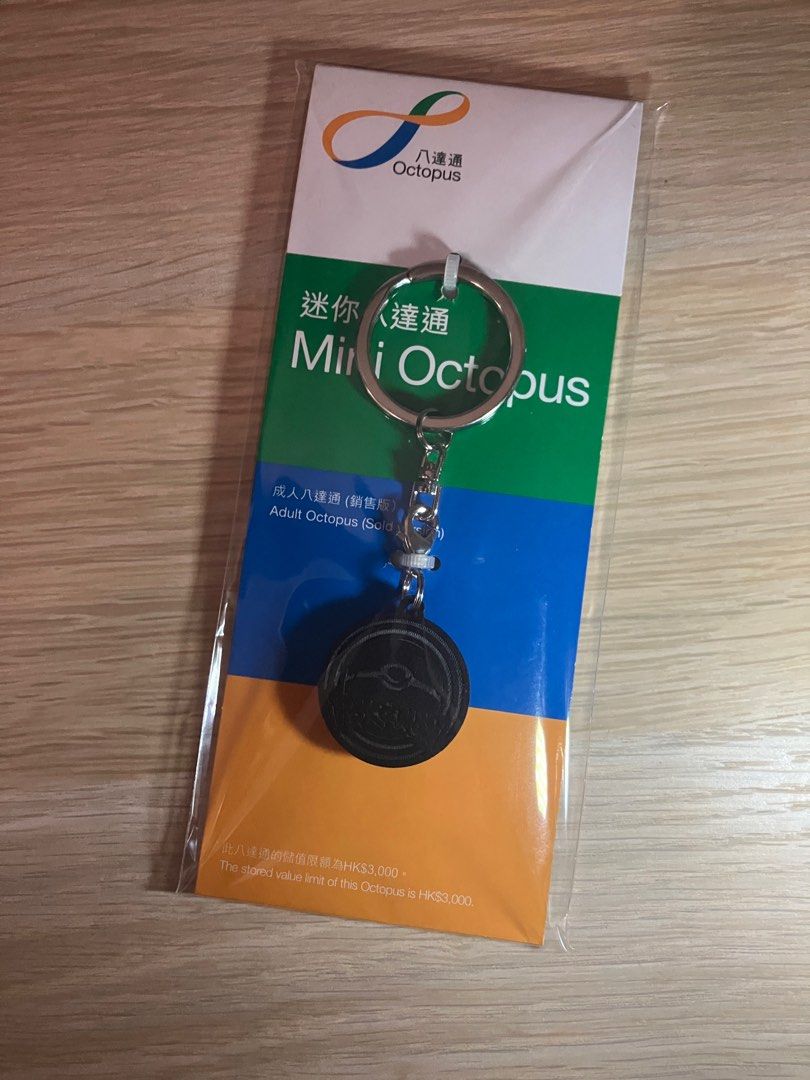 八達通
Octopus
迷你八達通
Mini Octopus
成人八達通 (銷售版)
Adult Octopus (Sold
此八達通的儲值限額為HK$3,000。
The stored value limit of this Octopus is HK$3,000.